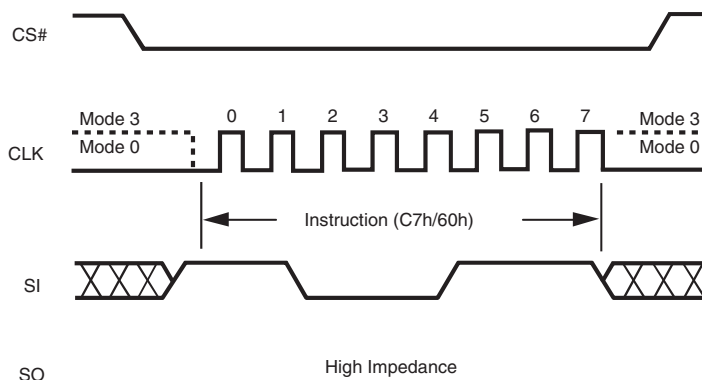 CS#
Mode 3 0 1 2 3 4 5 6 7 Mode 3
CLK Mode 0 Mode 0
Instruction (C7h/60h)
SI
SO High Impedance